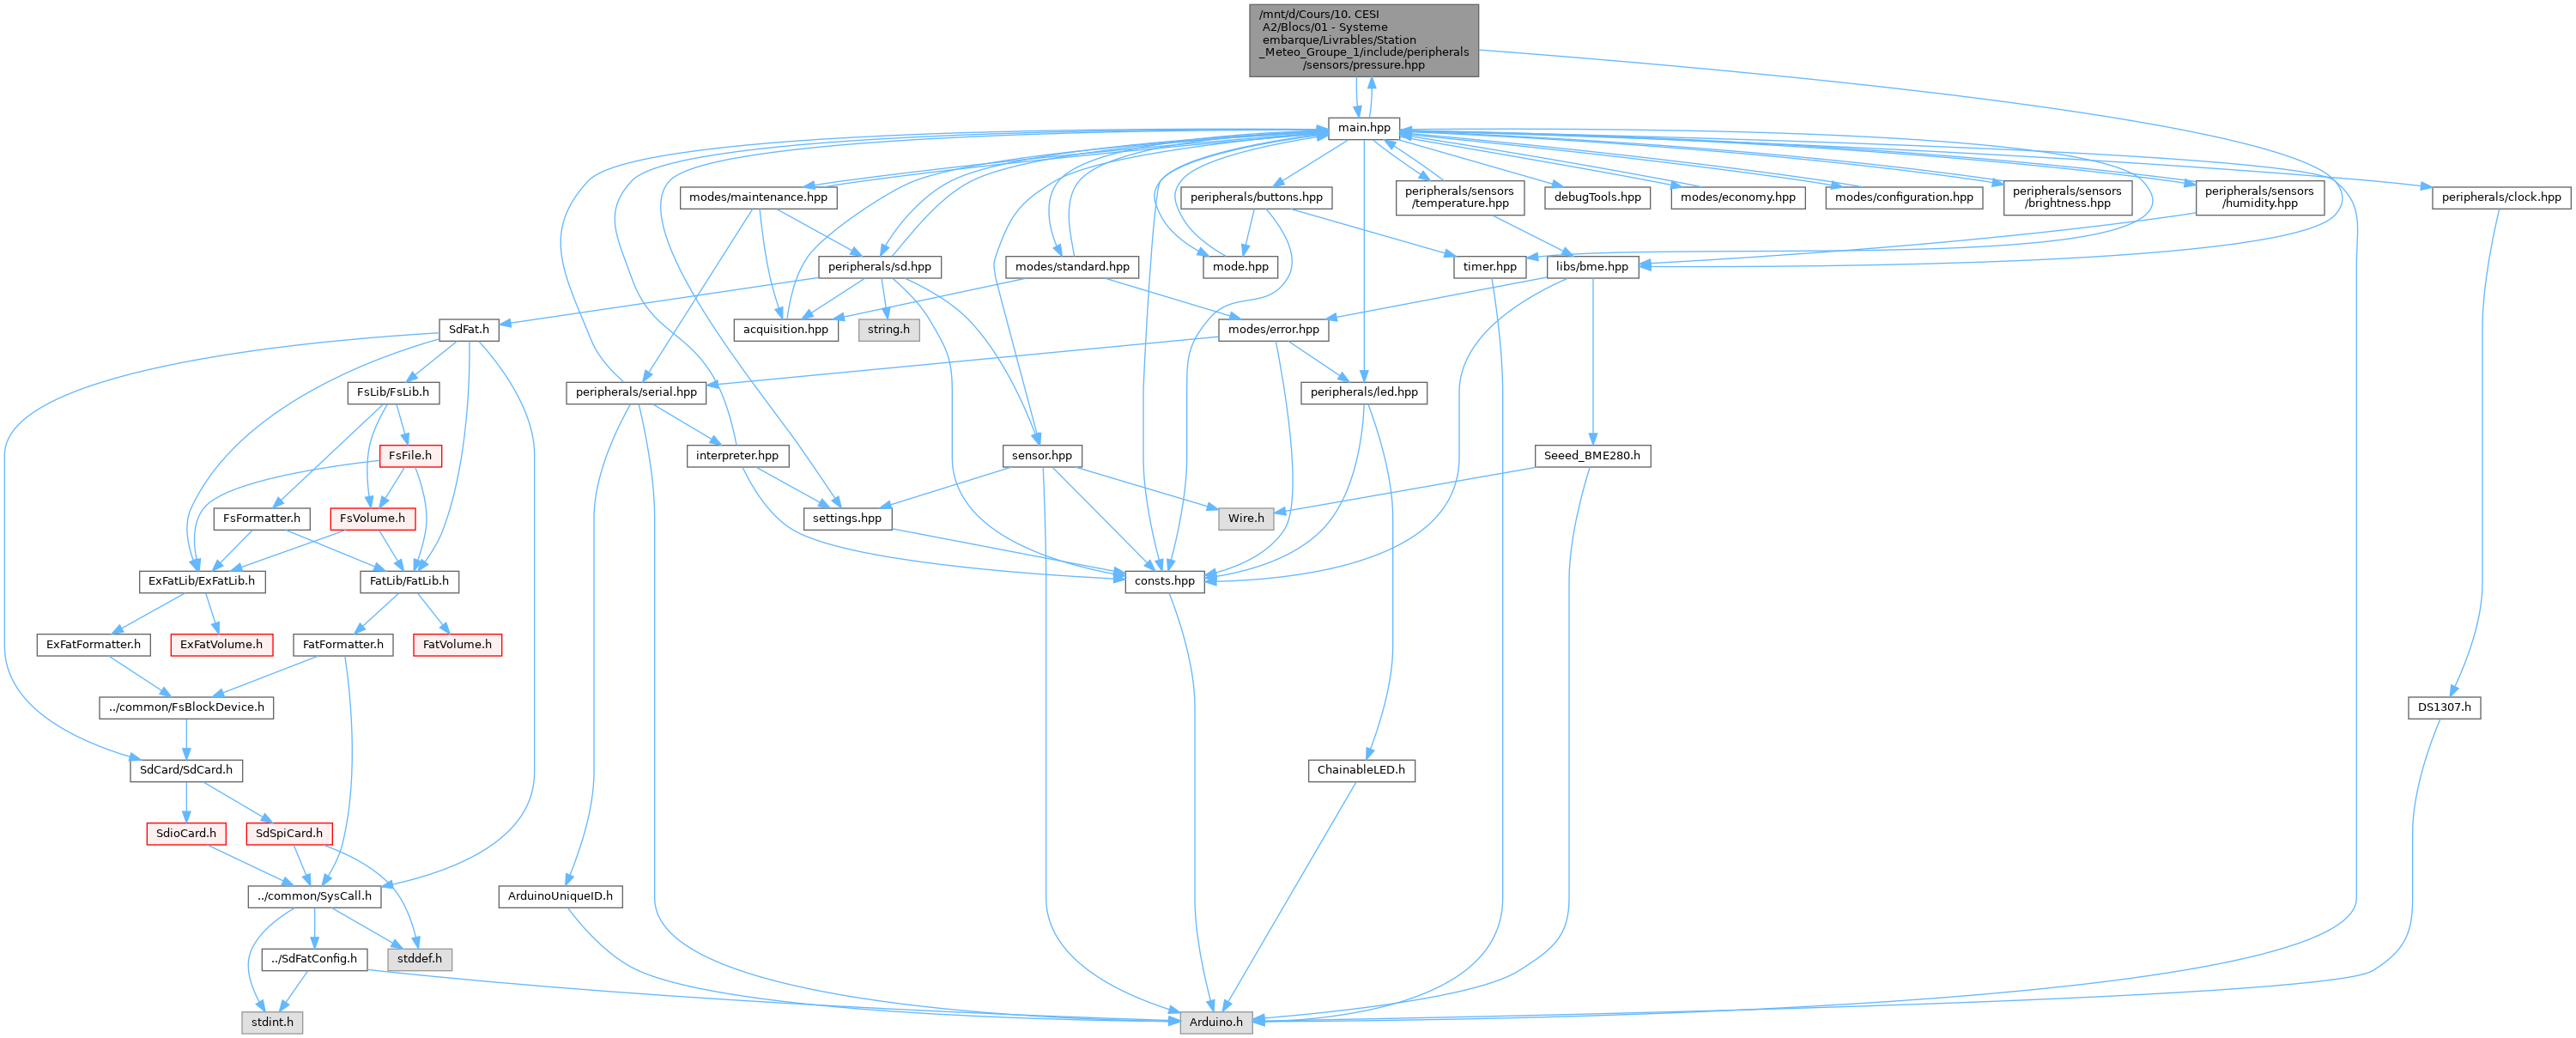 /mnt/d/Cours/10. CESI
A2/Blocs/01 - Systeme
embarque/Livrables/Station
_Meteo_Groupe_1/include/peripherals
/sensors/pressure.hpp
main.hpp
modes/maintenance.hpp
peripherals/buttons.hpp
peripherals/sensors
/temperature.hpp
debugTools.hpp
modes/economy.hpp
modes/configuration.hpp
peripherals/sensors
/brightness.hpp
peripherals/sensors
/humidity.hpp
peripherals/clock.hpp
peripherals/sd.hpp
modes/standard.hpp
mode.hpp
timer.hpp
libs/bme.hpp
SdFat.h
acquisition.hpp
string.h
modes/error.hpp
FsLib/FsLib.h
peripherals/serial.hpp
peripherals/led.hpp
FsFile.h
interpreter.hpp
sensor.hpp
Seeed_BME280.h
FsFormatter.h
FsVolume.h
settings.hpp
Wire.h
ExFatLib/ExFatLib.h
FatLib/FatLib.h
consts.hpp
ExFatFormatter.h
ExFatVolume.h
FatFormatter.h
FatVolume.h
../common/FsBlockDevice.h
DS1307.h
SdCard/SdCard.h
ChainableLED.h
SdioCard.h
SdSpiCard.h
../common/SysCall.h
ArduinoUniqueID.h
../SdFatConfig.h
stddef.h
stdint.h
Arduino.h